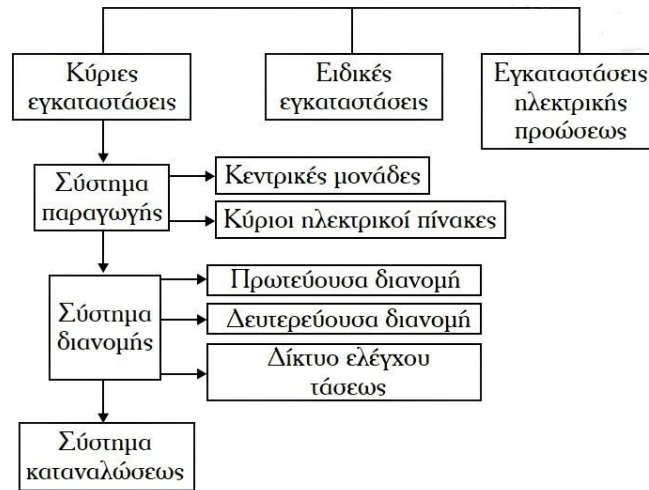 Κύριες
εγκαταστάσεις
Ειδικές
εγκαταστάσεις
Εγκαταστάσεις
ηλεκτρικής
προώσεως
Σύστημα
παραγωγής
Κεντρικές μονάδες
Κύριοι ηλεκτρικοί πίνακες
Σύστημα
διανομής
Πρωτεύουσα διανομή
Δευτερεύουσα διανομή
Δίκτυο ελέγχου
τάσεως
Σύστημα
καταναλώσεως